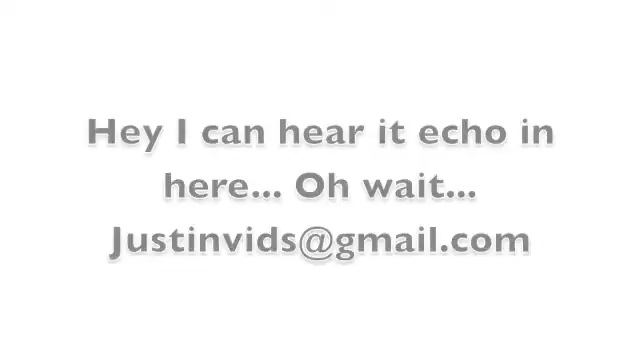 Hey I can hear it echo in
here... Oh wait...
Justinvids@gmail.com